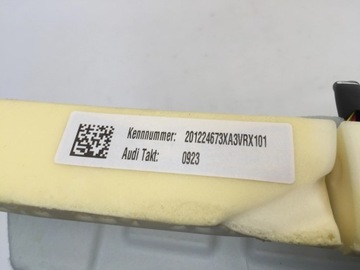 Kennnummer: 201224673XA3VRX101
Audi Takt: 0923